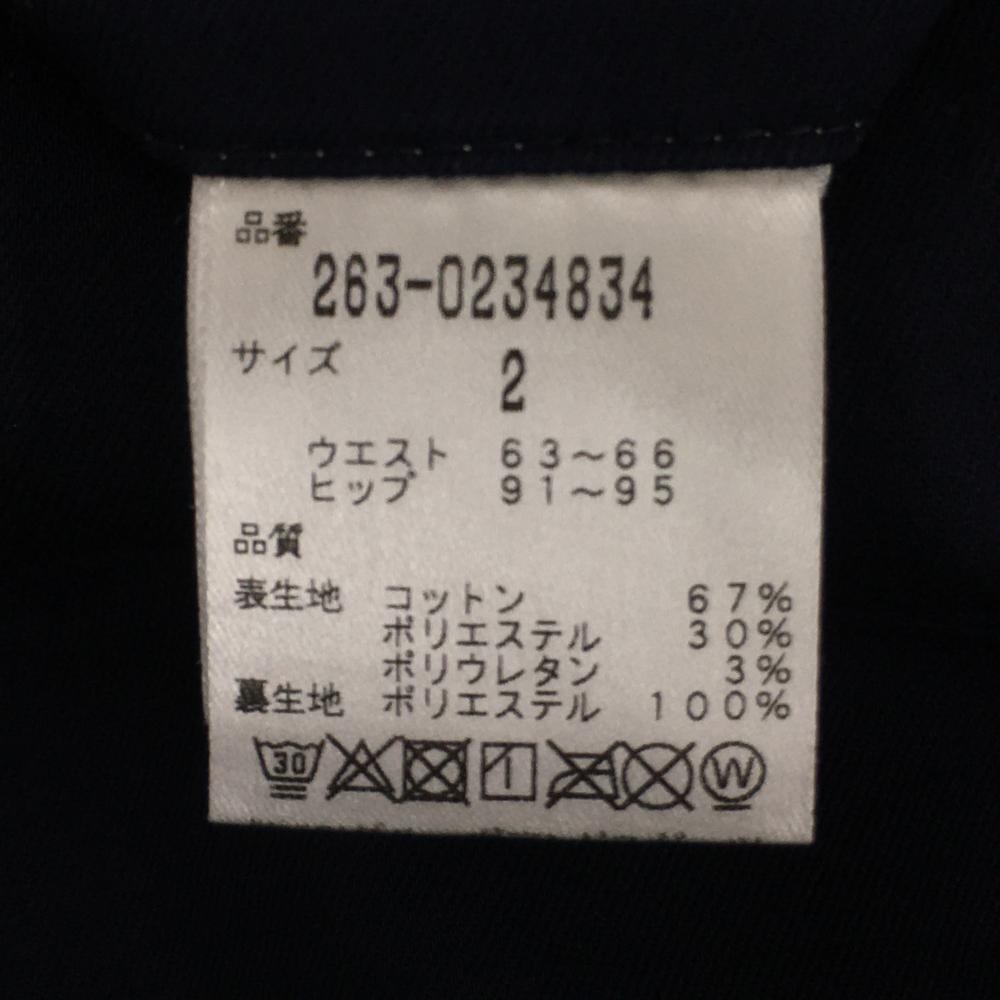 品番
263-0234834
サイズ 2
ウエスト 63～66
ヒップ 91～95
品質
表生地 コットン 67%
ポリエステル 30%
ポリウレタン 3%
裏生地 ポリエステル 100%
30 W